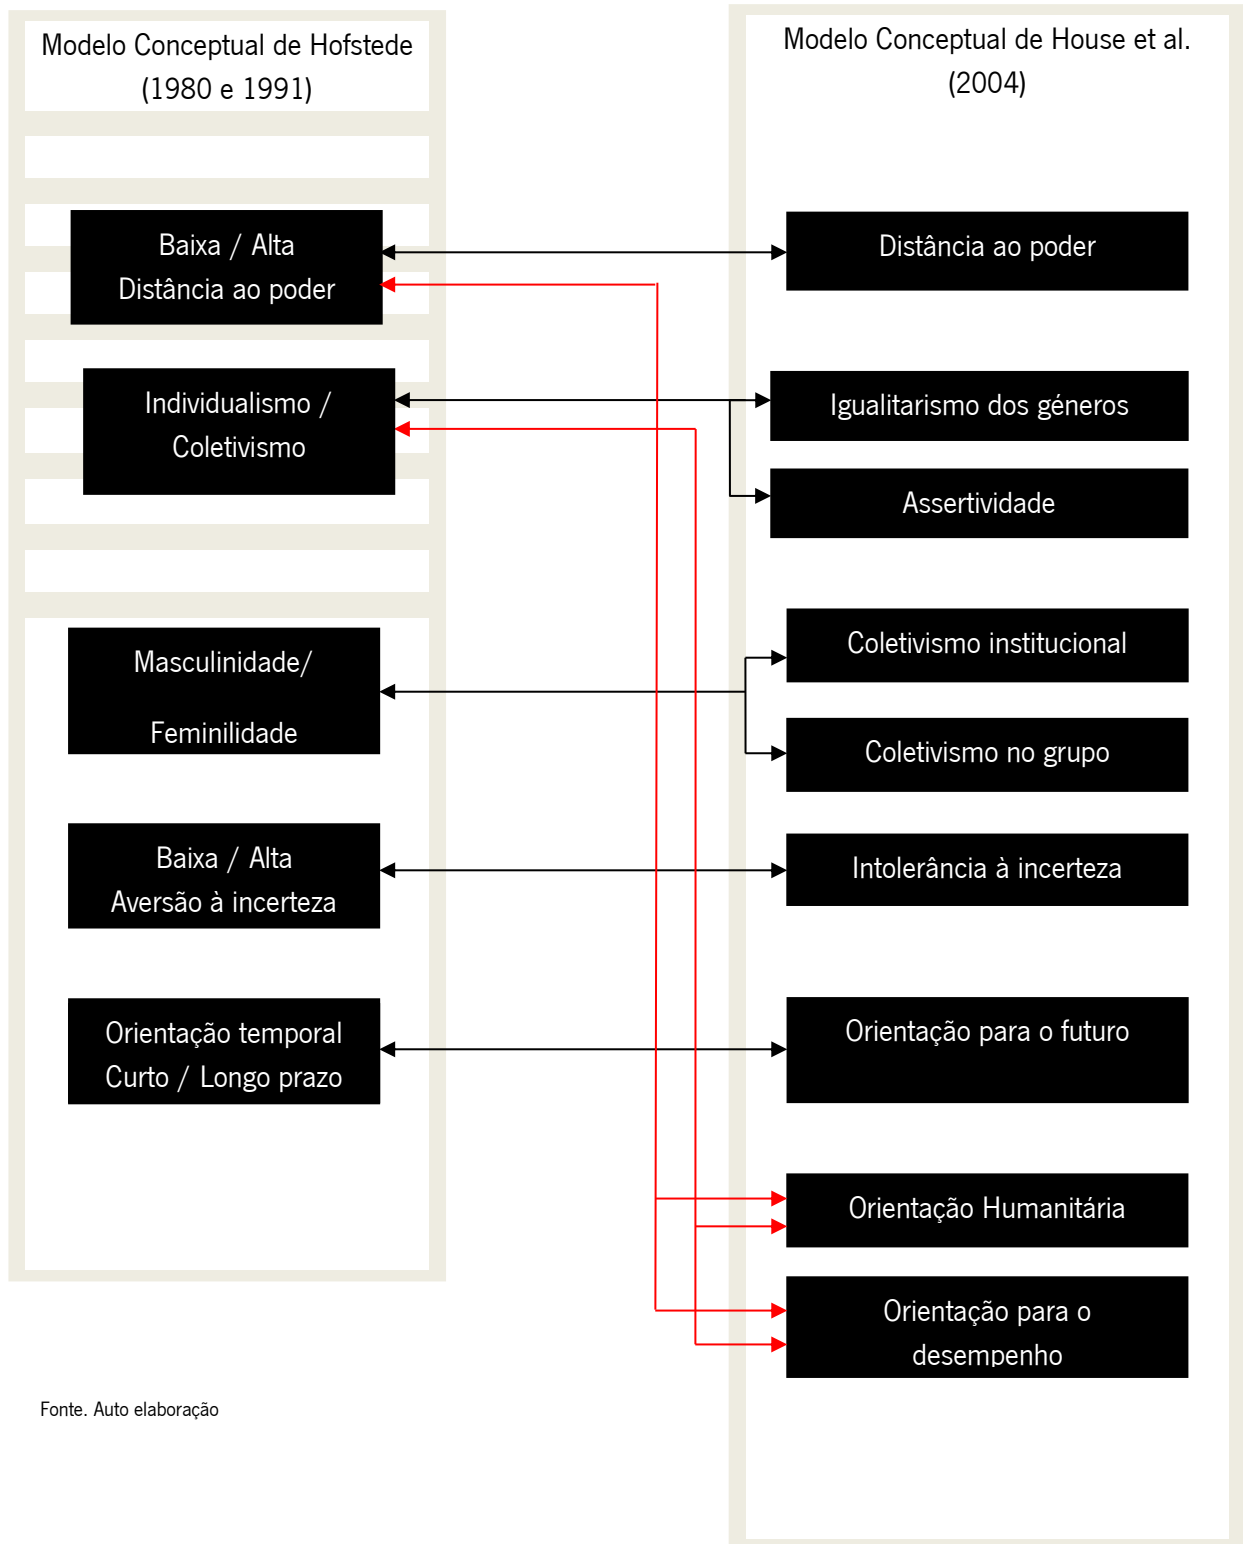 Modelo Conceptual de Hofstede
(1980 e 1991)
Baixa / Alta
Distância ao poder
Individualismo /
Coletivismo
Masculinidade/
Feminilidade
Baixa / Alta
Aversão à incerteza
Orientação temporal
Curto / Longo prazo
Modelo Conceptual de House et al.
(2004)
Distância ao poder
Igualitarismo dos géneros
Assertividade
Coletivismo institucional
Coletivismo no grupo
Intolerância à incerteza
Orientação para o futuro
Orientação Humanitária
Orientação para o
desempenho
Fonte. Auto elaboração